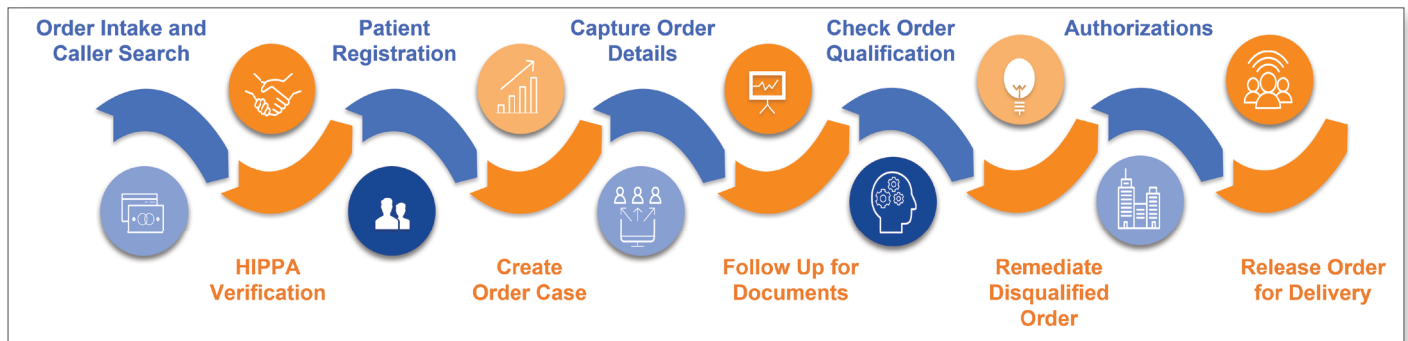 Order Intake and
Caller Search
HIPPA
Verification
Patient
Registration
Create
Order Case
Capture Order
Details
Follow Up for
Documents
Check Order
Qualification
Remediate
Disqualified
Order
Authorizations
Release Order
for Delivery